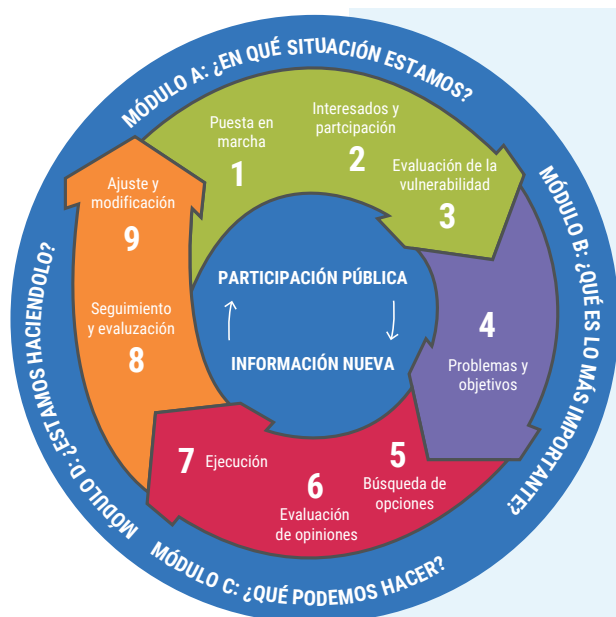 MÓDULO A: ¿EN QUÉ SITUACIÓN ESTAMOS?
Puesta en
marcha
1
Interesados y
partcipación
2
Evaluación de la
vulnerabilidad
3
MÓDULO B: ¿QUÉ ES LO MÁS IMPORTANTE?
4
Problemas y
objetivos
MÓDULO C: ¿QUÉ PODEMOS HACER?
5
Búsqueda de
opciones
6
Evaluación
de opiniones
7 Ejecución
MÓDULO D: ¿ESTAMOS HACIENDOLO?
Seguimiento
y evaluzación
8
Ajuste y
modificación
9
PARTICIPACIÓN PÚBLICA
INFORMACIÓN NUEVA